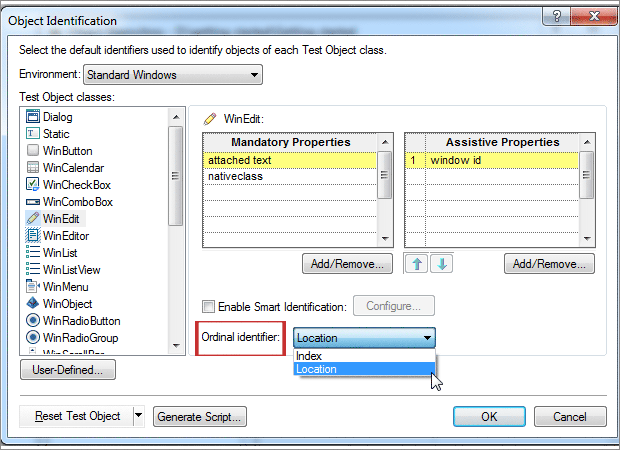 Object Identification
Select the default identifiers used to identify objects of each Test Object class.
Environment: Standard Windows
Test Object classes:
Dialog
Static
WinButton
WinCalendar
WinCheckBox
WinComboBox
WinEdit
WinEditor
WinList
WinListView
WinMenu
WinObject
WinRadioButton
WinRadioGroup
User-Defined...
WinEdit:
Mandatory Properties
attached text
nativeclass
Add/Remove...
Assistive Properties
1 window id
Add/Remove...
Enable Smart Identification: Configure...
Ordinal identifier: Location
Index
Location
Reset Test Object Generate Script... OK Cancel